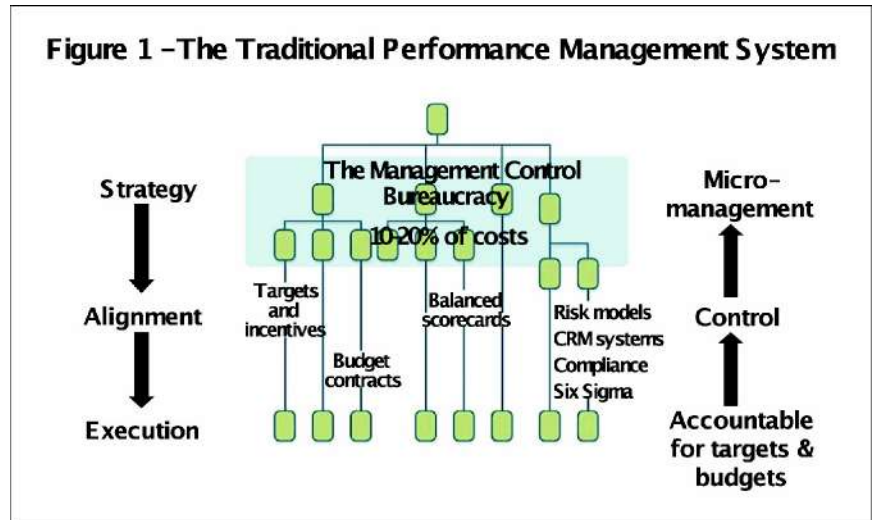 Figure 1 –The Traditional Performance Management System
The Management Control
Bureaucracy
10-20% of costs
Strategy
Alignment
Execution
Targets
and
incentives
Budget
contracts
Balanced
scorecards
Risk models
CRM systems
Compliance
Six Sigma
Micro-
management
Control
Accountable
for targets &
budgets